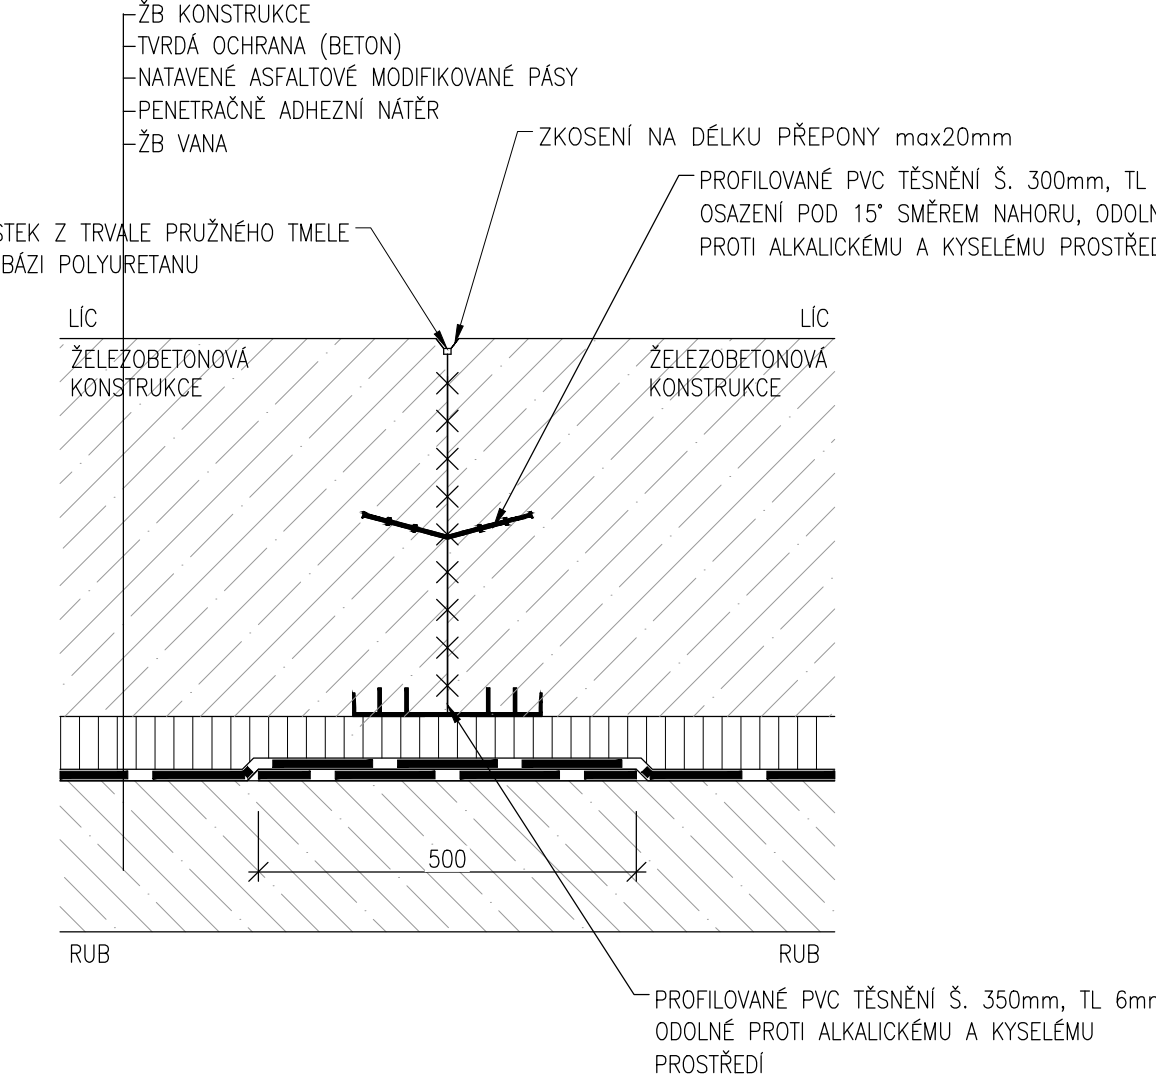 ŽB KONSTRUKCE
TVRDÁ OCHRANA (BETON)
NATAVENÉ ASFALTOVÉ MODIFIKOVANÉ PÁSY
PENETRAČNĚ ADHEZNÍ NÁTĚR
ŽB VANA
ZKOSENÍ NA DÉLKU PŘEPONY max20mm
PROFILOVANÉ PVC TĚSNĚNÍ Š. 300mm, TL
OSAZENÍ POD 15° SMĚREM NAHORU, ODOLN
PROTI ALKALICKÉMU A KYSELÉMU PROSTŘED
STEK Z TRVALE PRUŽNÉHO TMELE
BÁZI POLYURETANU
LÍC
LÍC
ŽELEZOBETONOVÁ
KONSTRUKCE
ŽELEZOBETONOVÁ
KONSTRUKCE
500
RUB
RUB
PROFILOVANÉ PVC TĚSNĚNÍ Š. 350mm, TL 6mm
ODOLNÉ PROTI ALKALICKÉMU A KYSELÉMU
PROSTŘEDÍ